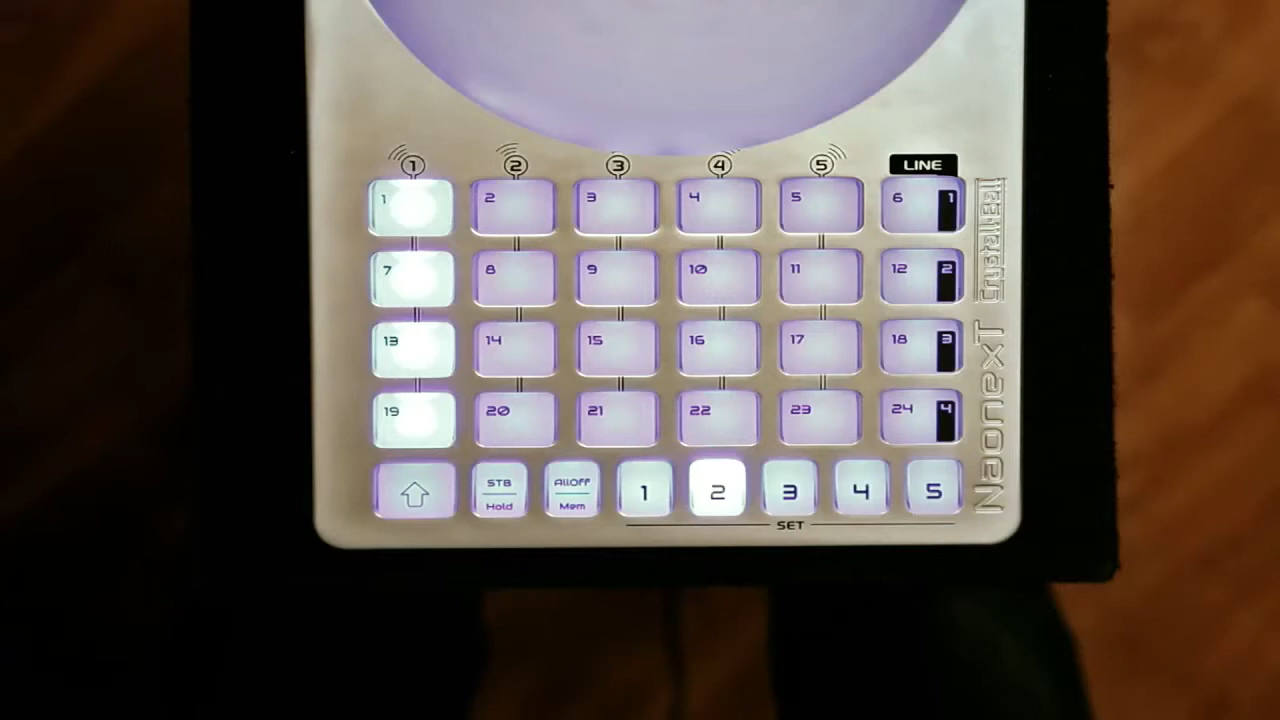 1 2 3 4 5 LINE
1 2 3 4 5 6 1
7 8 9 10 11 12 2
13 14 15 16 17 18 3
19 20 21 22 23 24 4
STB AllOff
Hold Mem 1 2 3 4 5
SET
Crystall Ball
NaonexT